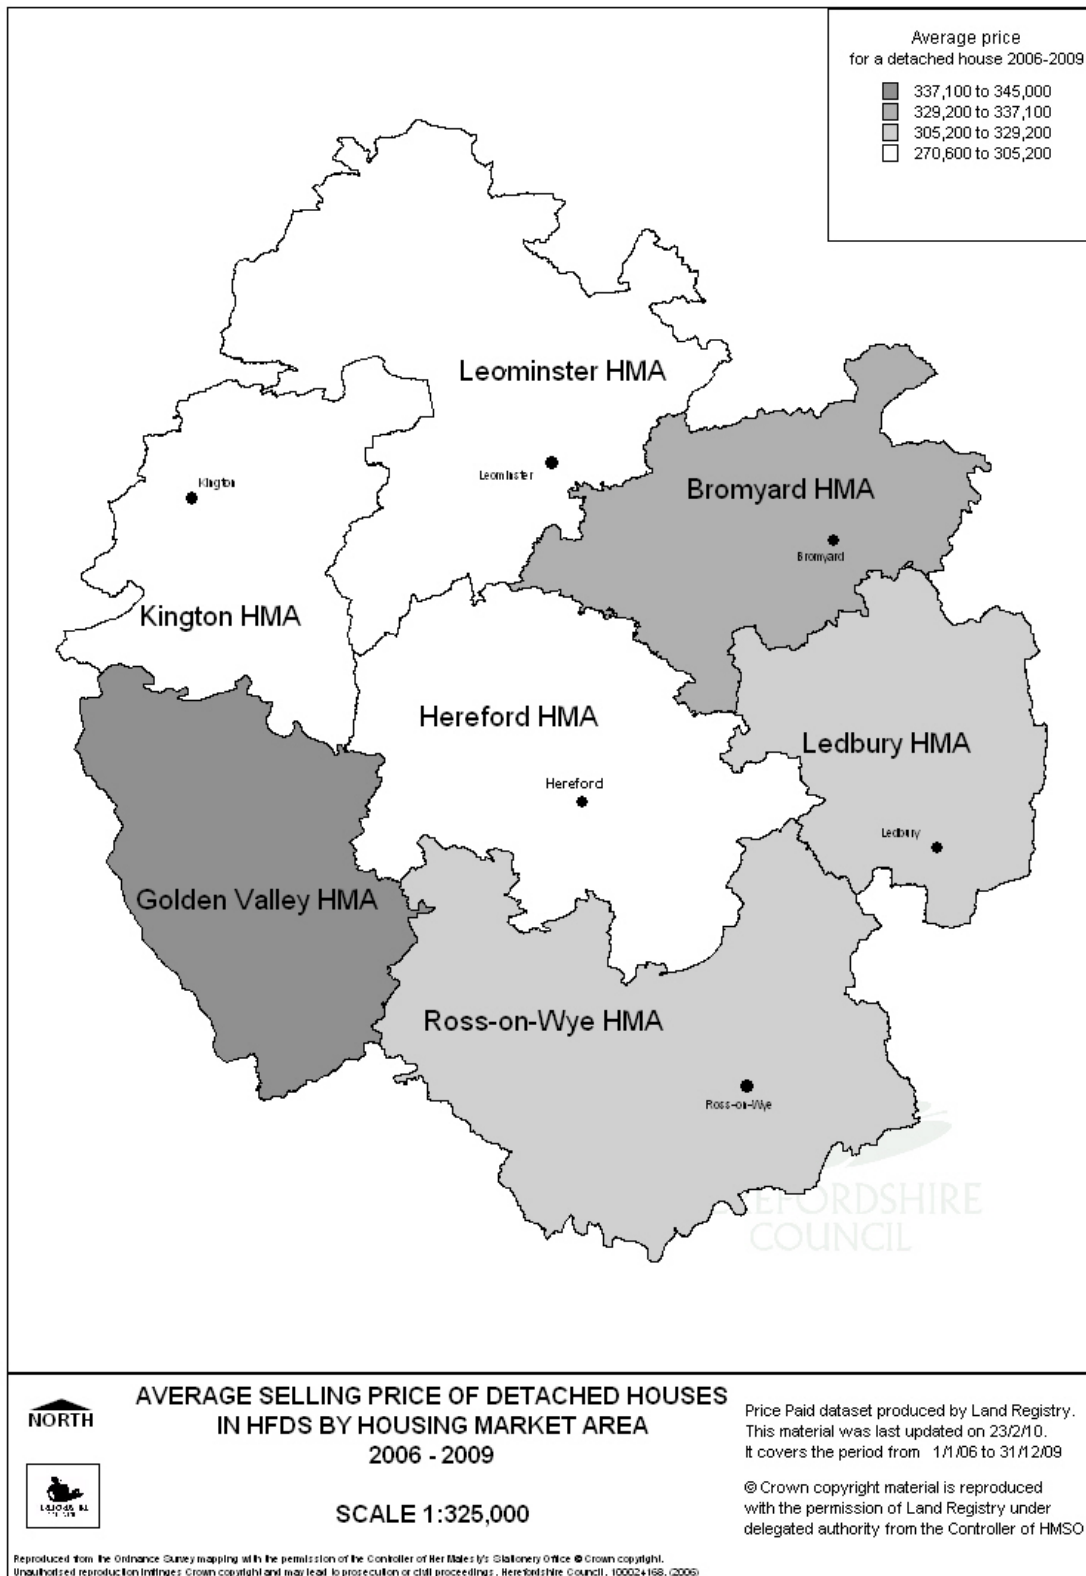 Average price
for a detached house 2006-2009
337,100 to 345,000
329,200 to 337,100
305,200 to 329,200
270,600 to 305,200
Leominster HMA
Leominster
Kington
Bromyard HMA
Bromyard
Kington HMA
Hereford HMA
Hereford
Ledbury HMA
Ledbury
Golden Valley HMA
Ross-on-Wye HMA
Ross-on-Wye
EFORDSHIRE
COUNCIL
NORTH
AVERAGE SELLING PRICE OF DETACHED HOUSES
IN HFDS BY HOUSING MARKET AREA
2006 - 2009
SCALE 1:325,000
Price Paid dataset produced by Land Registry.
This material was last updated on 23/2/10.
It covers the period from 1/1/06 to 31/12/09
© Crown copyright material is reproduced
with the permission of Land Registry under
delegated authority from the Controller of HMSO
Reproduced from the Ordnance Survey mapping with the permission of the Controller of Her Majesty's Stationery Office © Crown copyright.
Unauthorised reproduction infringes Crown copyright and may lead to prosecution or civil proceedings. Herefordshire Council. 100024168. (2006)